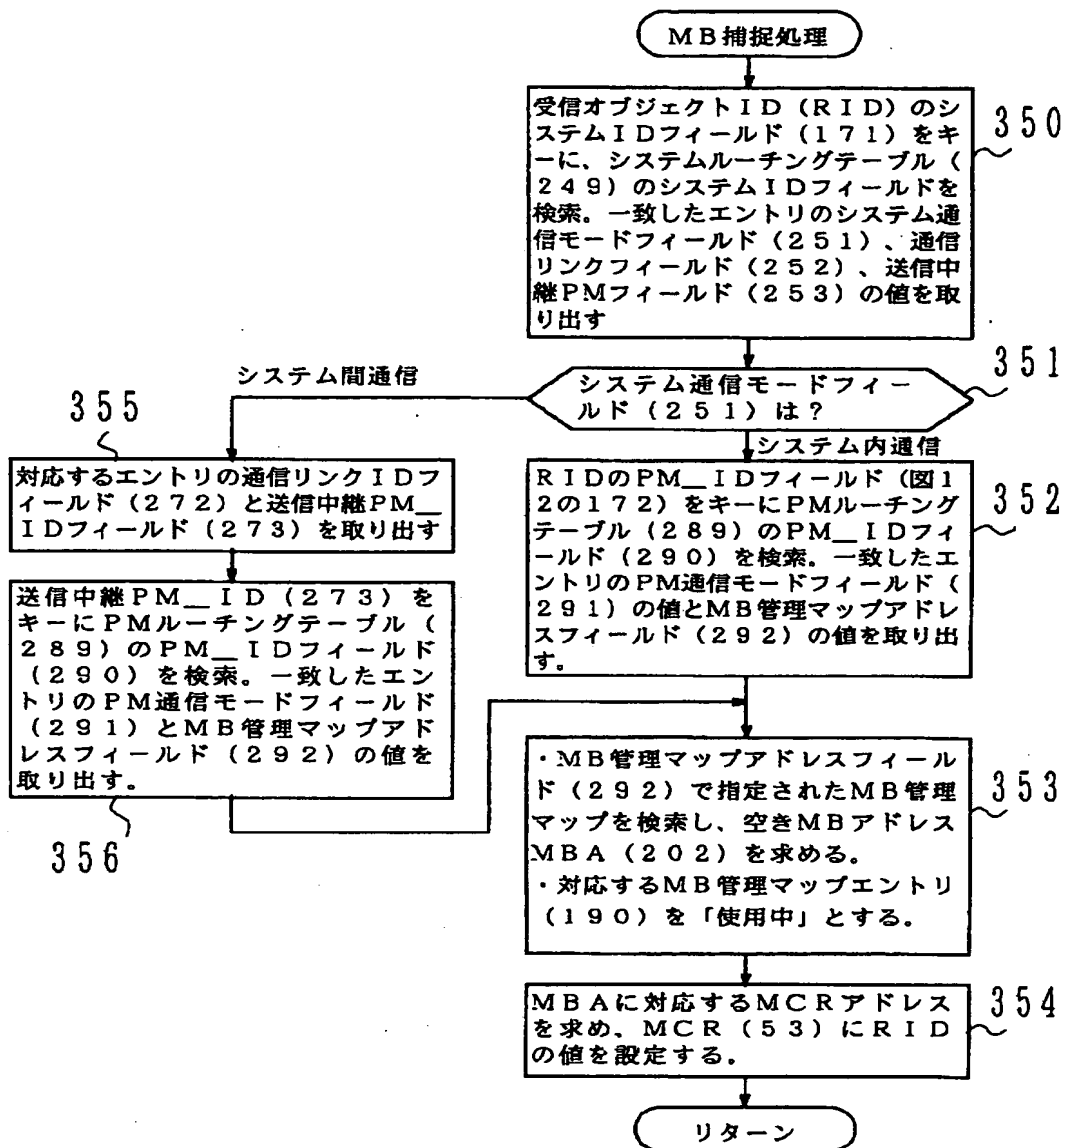 MB捕捉処理
受信オブジェクトID(RID)のシ
ステムIDフィールド(171)をキ
ーに、システムルーチングテーブル(
249)のシステムIDフィールドを
検索。一致したエントリのシステム通
信モードフィールド(251)、通信
リンクフィールド(252)、送信中
継PMフィールド(253)の値を取
り出す
350
システム通信モードフィー
ルド(251)は?
351
システム間通信
システム内通信
355
対応するエントリの通信リンクIDフ
ィールド(272)と送信中継PM__
IDフィールド(273)を取り出す
送信中継PM__ID(273)を
キーにPMルーチングテーブル(
289)のPM__IDフィールド
(290)を検索。一致したエン
トリのPM通信モードフィールド
(291)とMB管理マップアド
レスフィールド(292)の値を
取り出す。
356
RIDのPM__IDフィールド(図1
2の172)をキーにPMルーチング
テーブル(289)のPM__IDフィ
ールド(290)を検索。一致したエ
ントリのPM通信モードフィールド(
291)の値とMB管理マップアドレ
スフィールド(292)の値を取り出
す。
352
・MB管理マップアドレスフィール
ド(292)で指定されたMB管理
マップを検索し、空きMBアドレス
MBA(202)を求める。
・対応するMB管理マップエントリ
(190)を「使用中」とする。
353
MBAに対応するMCRアドレス
を求め、MCR(53)にRID
の値を設定する。
354
リターン